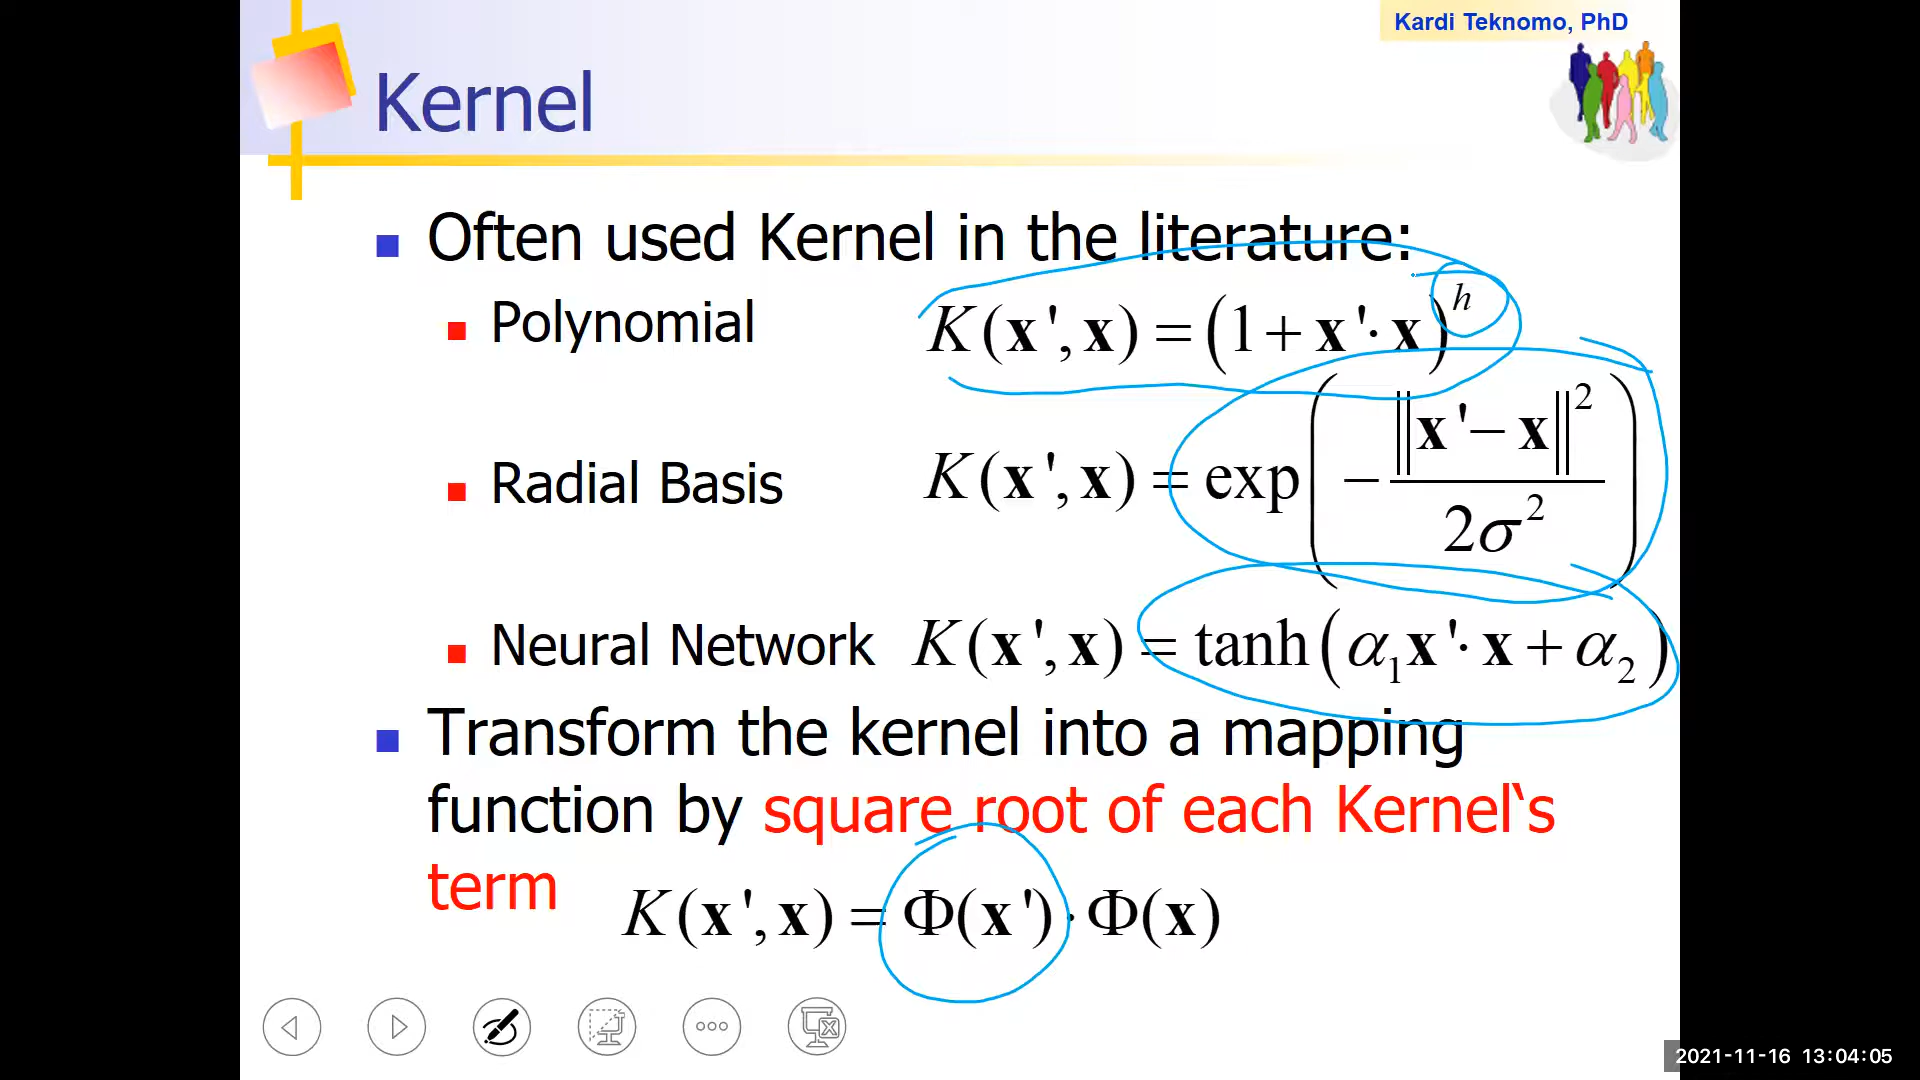 Kardi Teknomo, PhD
Kernel
Often used Kernel in the literature:
Polynomial K(x', x) = (1 + x'· x)^h
Radial Basis K(x', x) = exp(− ‖x'− x‖² / 2σ²)
Neural Network K(x', x) = tanh(α₁x'· x + α₂)
Transform the kernel into a mapping
function by square root of each Kernel‘s
term
K(x', x) = Φ(x') · Φ(x)
2021-11-16 13:04:05